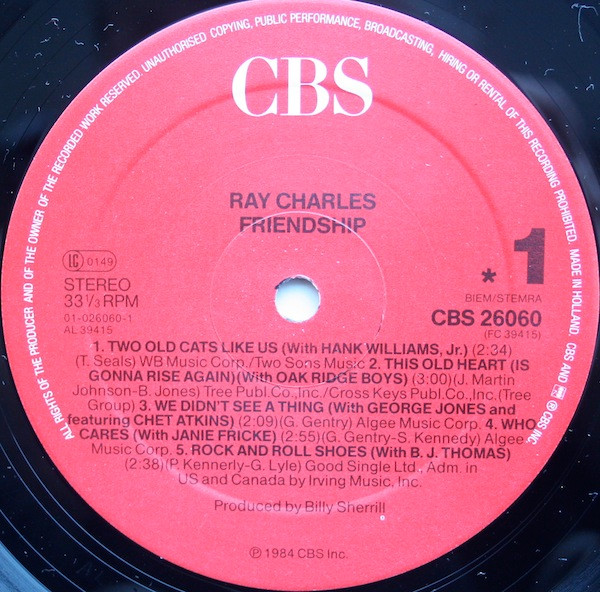 ALL RIGHTS OF THE PRODUCER AND OF THE OWNER OF THE RECORDED WORK RESERVED. UNAUTHORISED COPYING, PUBLIC PERFORMANCE, BROADCASTING, HIRING OR RENTAL OF THIS RECORDING PROHIBITED. MADE IN HOLLAND. CBS AND ® CBS INC.
CBS
RAY CHARLES
FRIENDSHIP
LC 0149
STEREO
33 1/3 RPM
01-026060-1
AL 39415
* 1
BIEM/STEMRA
CBS 26060
(FC 39415)
1. TWO OLD CATS LIKE US (With HANK WILLIAMS, Jr.) (2:34)
(T. Seals) WB Music Corp./Two Sons Music 2. THIS OLD HEART (IS
GONNA RISE AGAIN)(With OAK RIDGE BOYS) (3:00)(J. Martin
Johnson-B. Jones) Tree Publ.Co.,Inc./Cross Keys Publ.Co.,Inc.(Tree
Group) 3. WE DIDN'T SEE A THING (With GEORGE JONES and
featuring CHET ATKINS) (2:09)(G. Gentry) Algee Music Corp. 4. WHO
CARES (With JANIE FRICKE) (2:55)(G. Gentry-S. Kennedy) Algee
Music Corp. 5. ROCK AND ROLL SHOES (With B. J. THOMAS)
(2:38)(P. Kennerly-G. Lyle) Good Single Ltd., Adm. in
US and Canada by Irving Music, Inc.
Produced by Billy Sherrill
℗ 1984 CBS Inc.